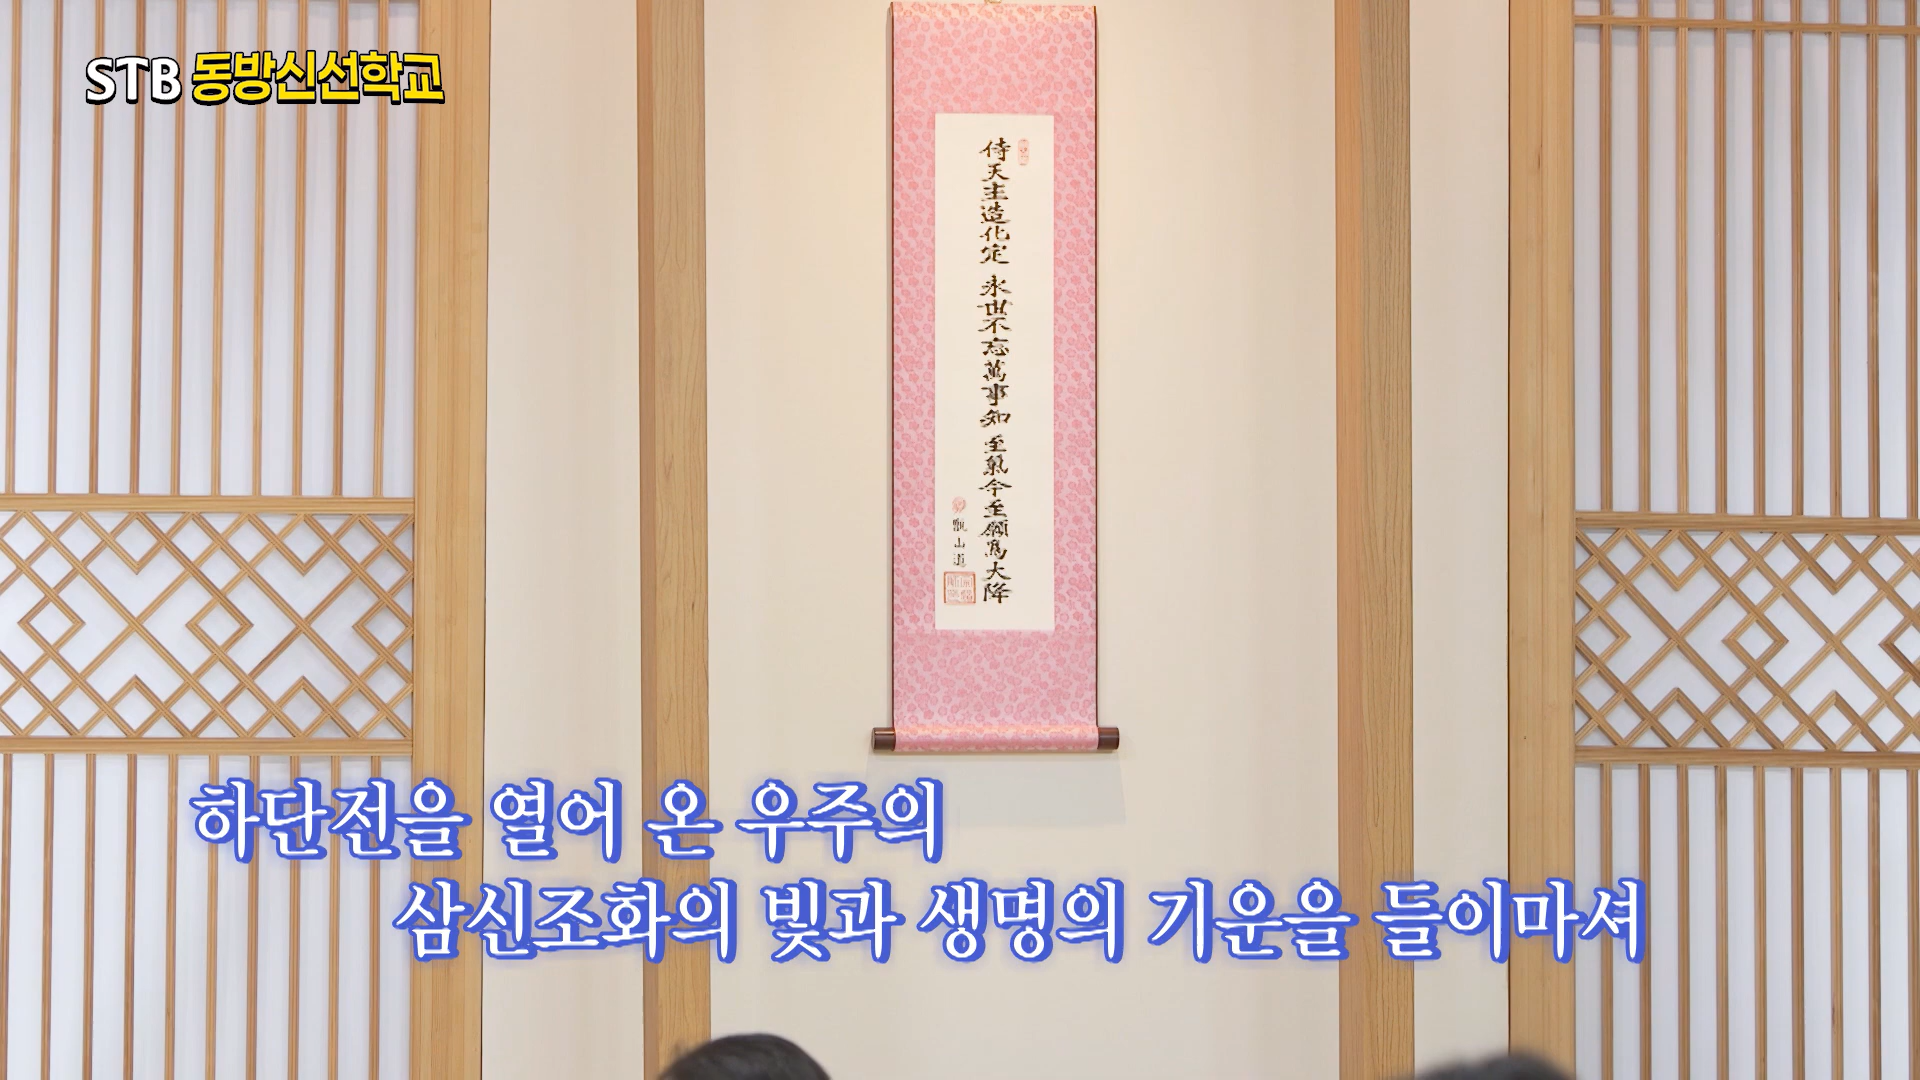 STB 동방신선학교
侍天主造化定 永世不忘萬事知 至氣今至願爲大降
甑山道
하단전을 열어 온 우주의
삼신조화의 빛과 생명의 기운을 들이마셔